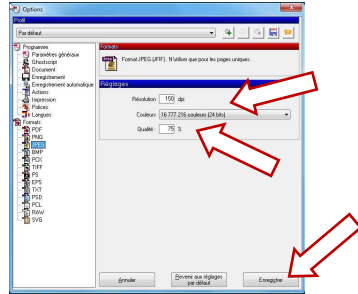 Options
Profil
Par défaut
Programme
Paramètres généraux
Ghostscript
Document
Enregistrement
Enregistrement automatique
Actions
Impression
Polices
Langues
Formats
PDF
PNG
JPEG
BMP
PCX
TIFF
PS
EPS
TXT
PSD
PCL
RAW
SVG
Formats
Format JPEG (JFIF). N'utiliser que pour les pages uniques.
Réglages
Résolution 150 dpi
Couleurs 16 777 216 couleurs (24 bits)
Qualité : 75 %
Annuler
Revenir aux réglages
par défaut
Enregistrer